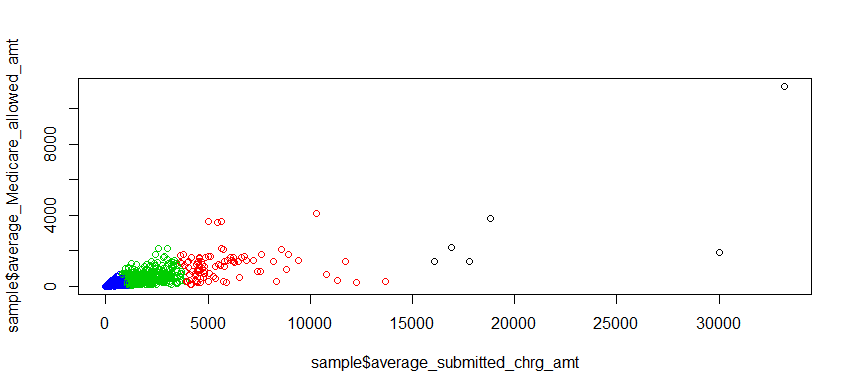 sample$average_Medicare_allowed_amt
8000
4000
0
0 5000 10000 15000 20000 25000 30000
sample$average_submitted_chrg_amt